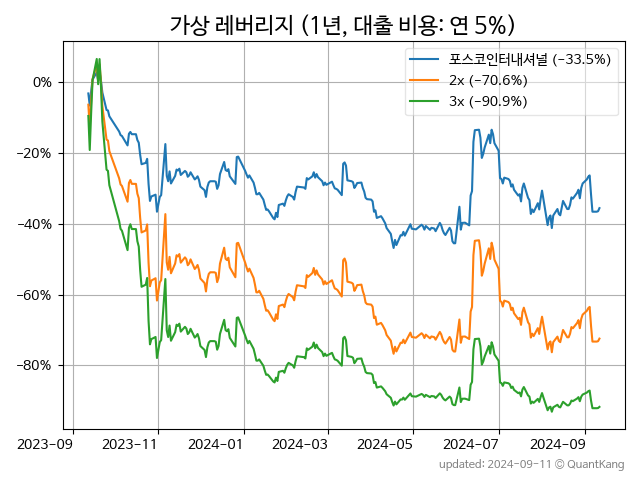 가상 레버리지 (1년, 대출 비용: 연 5%)
포스코인터내셔널 (−33.5%)
2x (−70.6%)
3x (−90.9%)
0%
−20%
−40%
−60%
−80%
2023−09 2023−11 2024−01 2024−03 2024−05 2024−07 2024−09
updated: 2024−09−11 © QuantKang